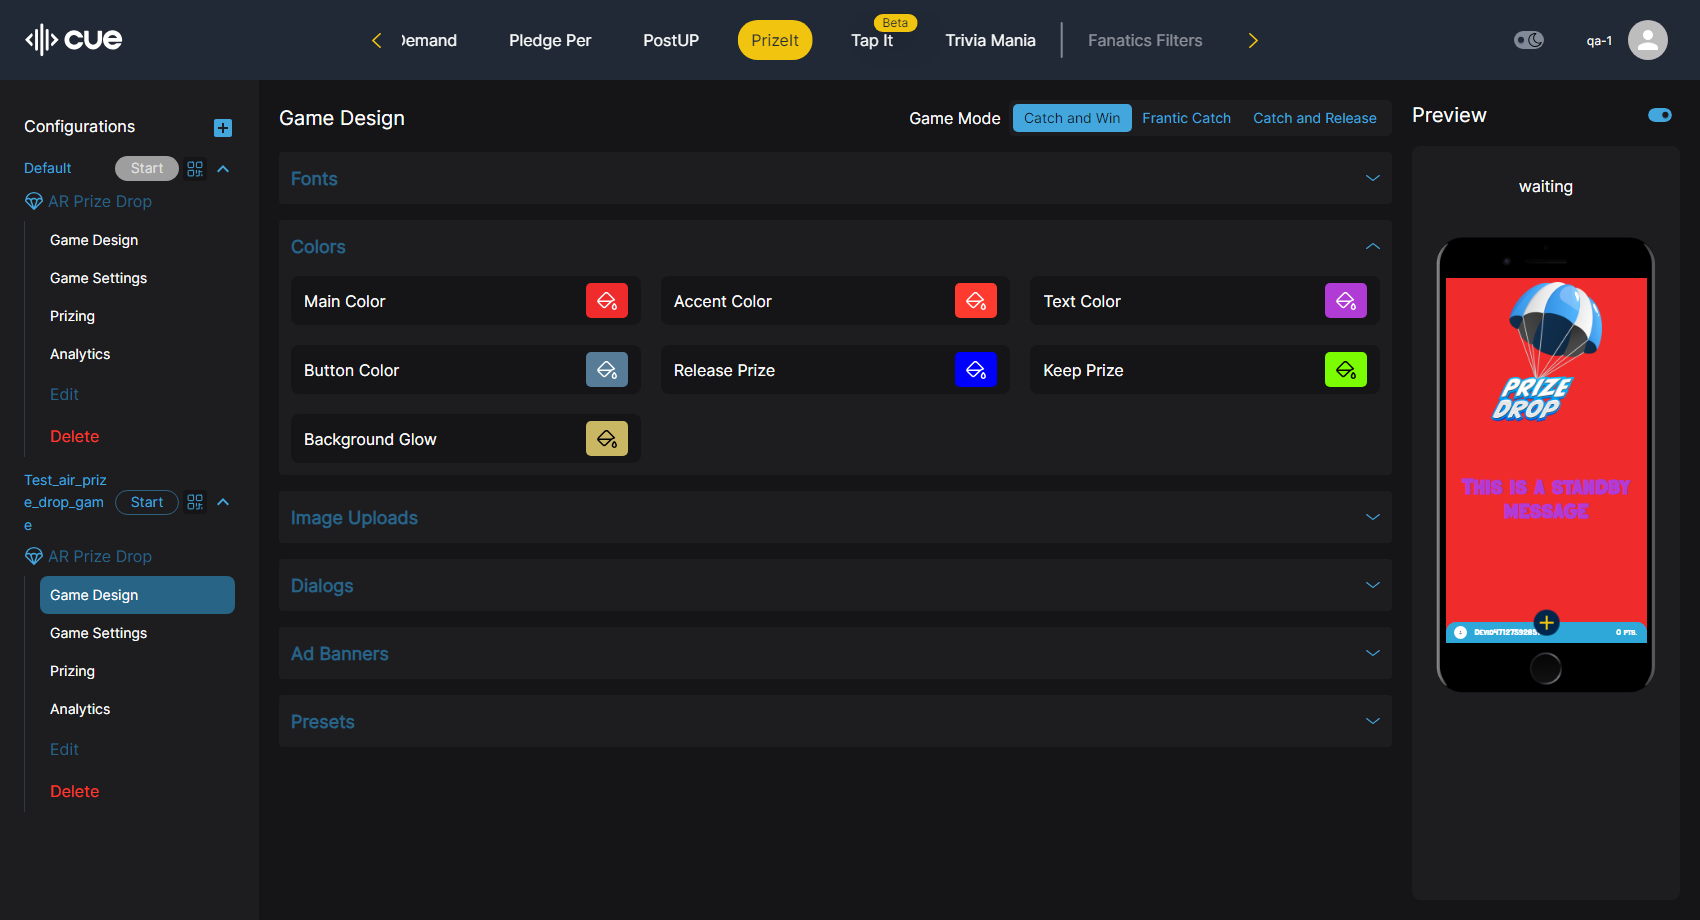 cue
Demand
Pledge Per
PostUP
PrizeIt
Beta
Tap It
Trivia Mania
Fanatics Filters
qa-1
Configurations
Default
Start
AR Prize Drop
Game Design
Game Settings
Prizing
Analytics
Edit
Delete
Test_air_priz
e_drop_gam
e
Start
AR Prize Drop
Game Design
Game Settings
Prizing
Analytics
Edit
Delete
Game Design
Game Mode
Catch and Win
Frantic Catch
Catch and Release
Fonts
Colors
Main Color
Accent Color
Text Color
Button Color
Release Prize
Keep Prize
Background Glow
Image Uploads
Dialogs
Ad Banners
Presets
Preview
waiting
PRIZE
DROP
This is a standby
message
0 pts.